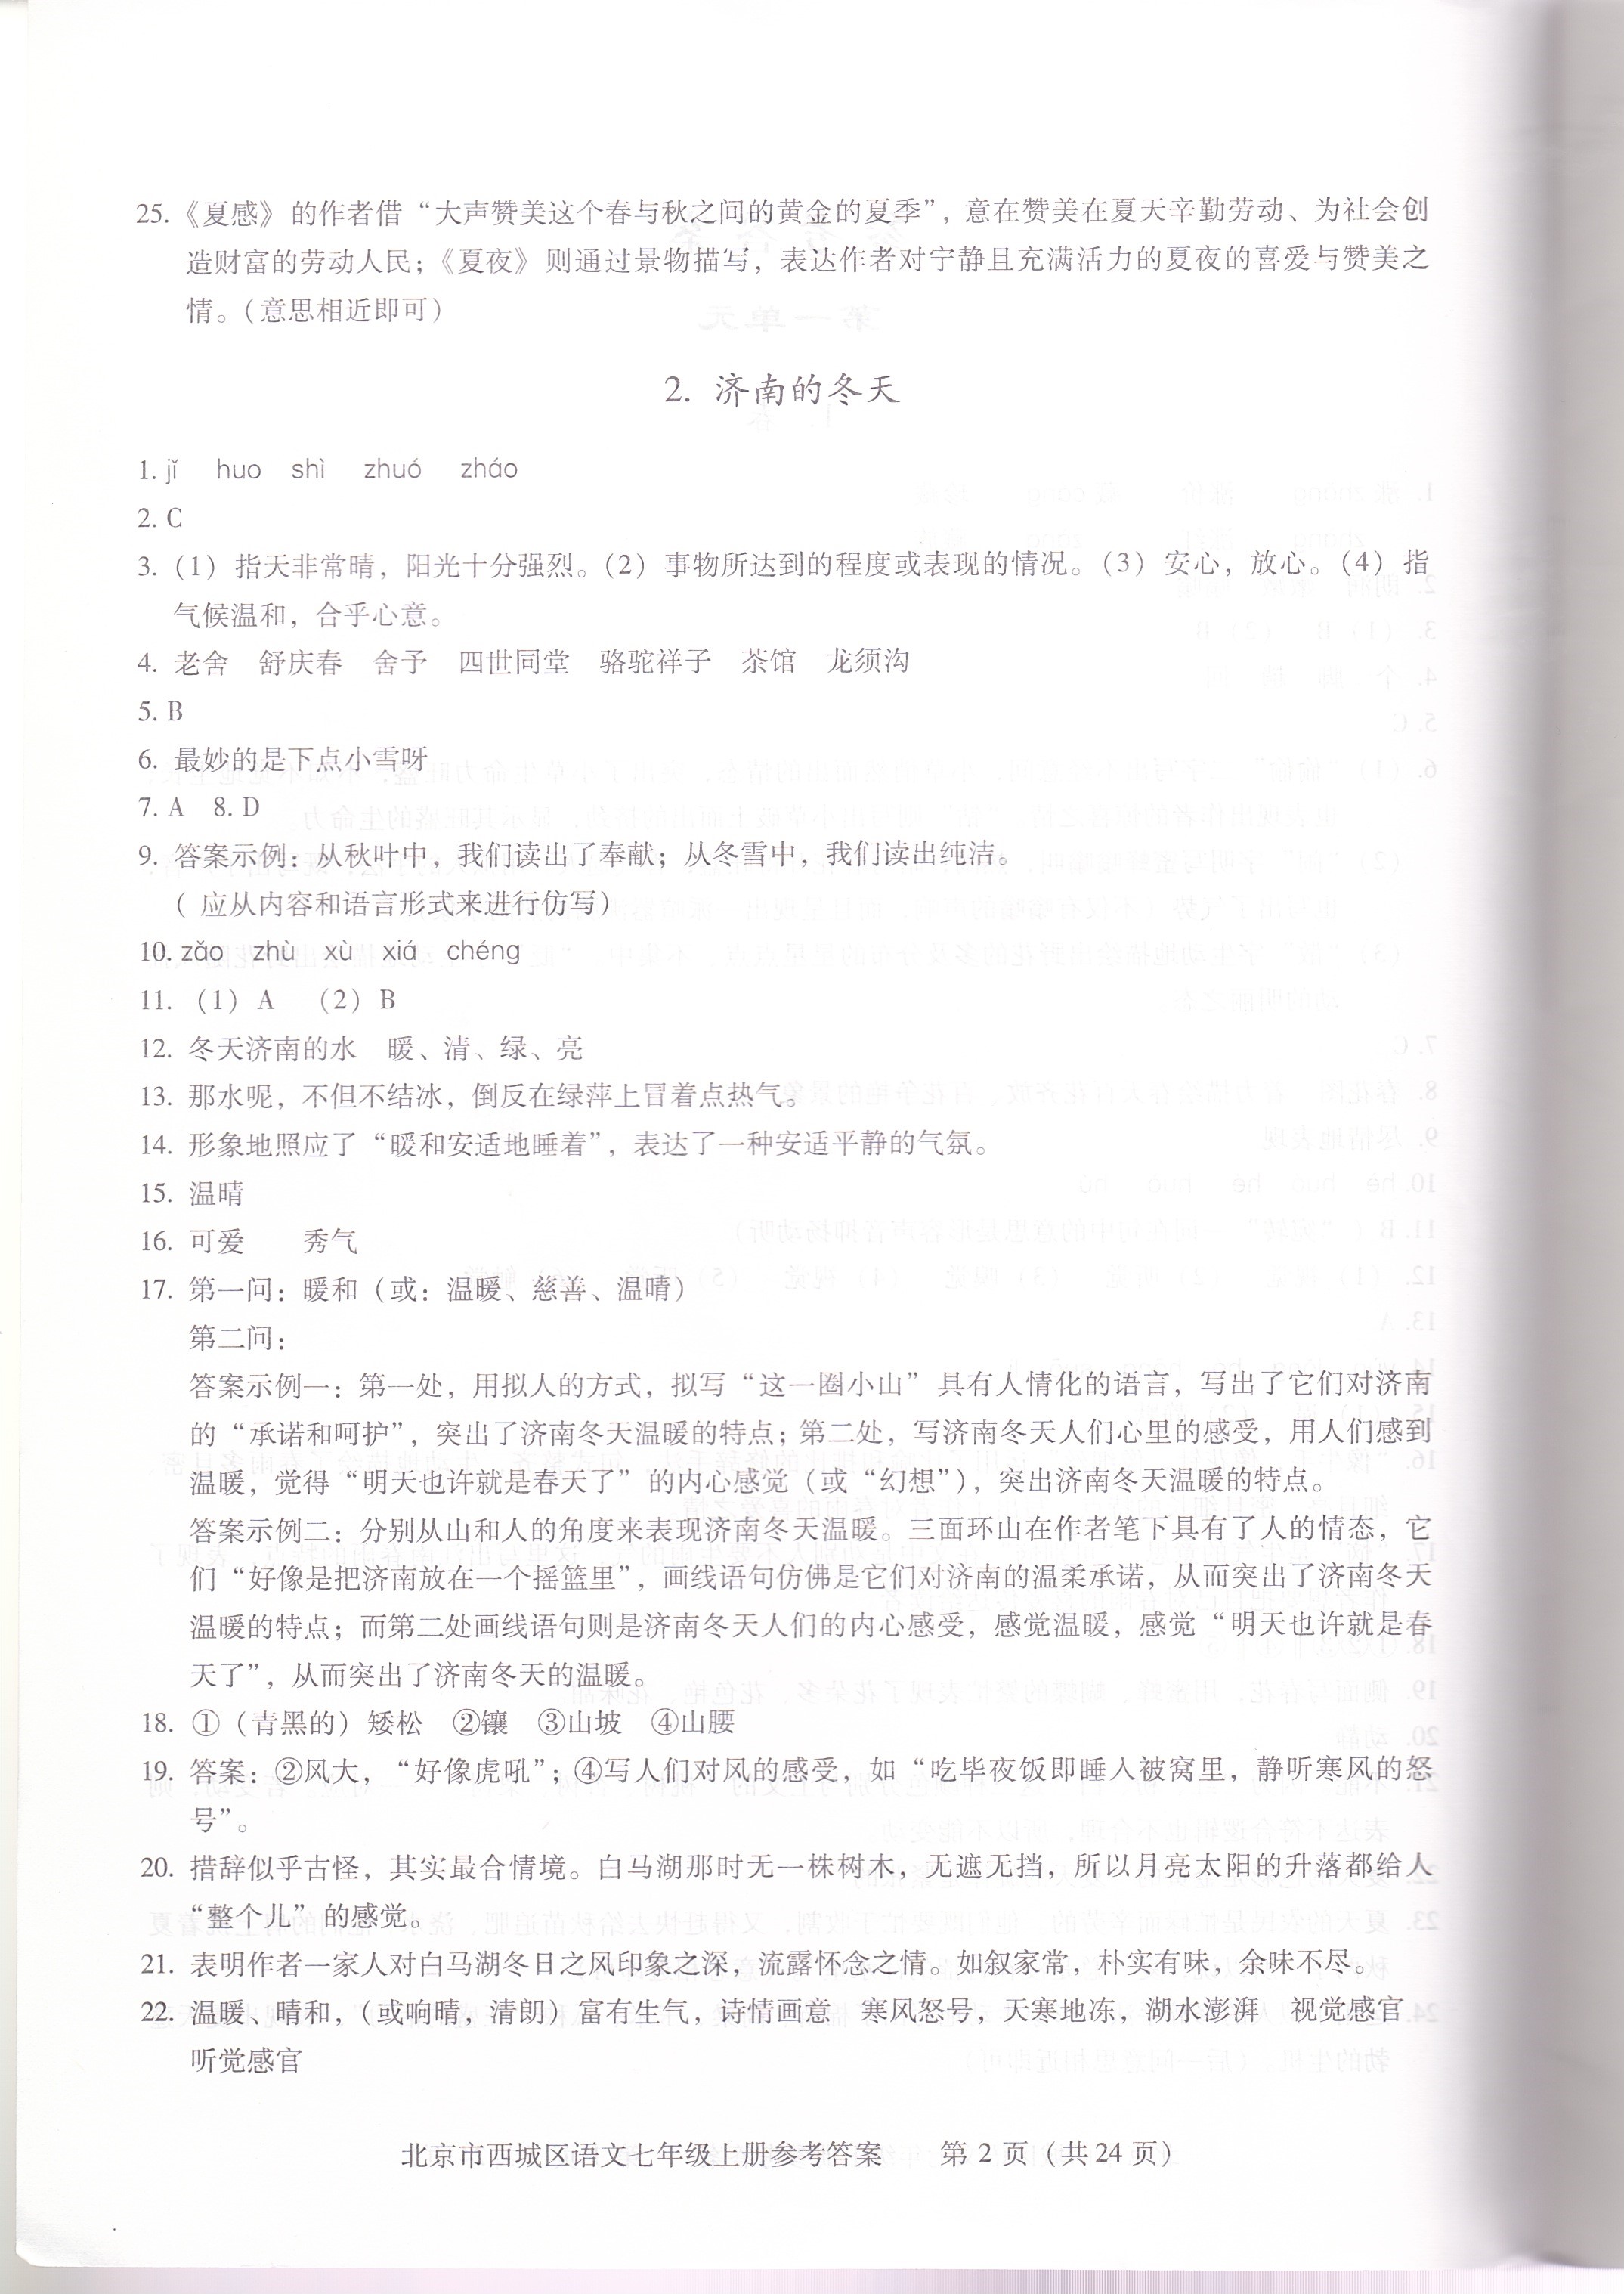 25.《夏感》的作者借“大声赞美这个春与秋之间的黄金的夏季”，意在赞美在夏天辛勤劳动、为社会创
造财富的劳动人民；《夏夜》则通过景物描写，表达作者对宁静且充满活力的夏夜的喜爱与赞美之
情。（意思相近即可）
2. 济南的冬天
1. jǐ huo shì zhuó zháo
2. C
3.（1）指天非常晴，阳光十分强烈。（2）事物所达到的程度或表现的情况。（3）安心，放心。（4）指
气候温和，合乎心意。
4. 老舍 舒庆春 舍予 四世同堂 骆驼祥子 茶馆 龙须沟
5. B
6. 最妙的是下点小雪呀
7. A 8. D
9. 答案示例：从秋叶中，我们读出了奉献；从冬雪中，我们读出纯洁。
（ 应从内容和语言形式来进行仿写）
10. zǎo zhù xù xiá chéng
11.（1）A （2）B
12. 冬天济南的水 暖、清、绿、亮
13. 那水呢，不但不结冰，倒反在绿萍上冒着点热气。
14. 形象地照应了“暖和安适地睡着”，表达了一种安适平静的气氛。
15. 温晴
16. 可爱 秀气
17. 第一问：暖和（或：温暖、慈善、温晴）
第二问：
答案示例一：第一处，用拟人的方式，拟写“这一圈小山”具有人情化的语言，写出了它们对济南
的“承诺和呵护”，突出了济南冬天温暖的特点；第二处，写济南冬天人们心里的感受，用人们感到
温暖，觉得“明天也许就是春天了”的内心感觉（或“幻想”），突出济南冬天温暖的特点。
答案示例二：分别从山和人的角度来表现济南冬天温暖。三面环山在作者笔下具有了人的情态，它
们“好像是把济南放在一个摇篮里”，画线语句仿佛是它们对济南的温柔承诺，从而突出了济南冬天
温暖的特点；而第二处画线语句则是济南冬天人们的内心感受，感觉温暖，感觉“明天也许就是春
天了”，从而突出了济南冬天的温暖。
18. ①（青黑的）矮松 ②镶 ③山坡 ④山腰
19. 答案：②风大，“好像虎吼”；④写人们对风的感受，如“吃毕夜饭即睡入被窝里，静听寒风的怒
号”。
20. 措辞似乎古怪，其实最合情境。白马湖那时无一株树木，无遮无挡，所以月亮太阳的升落都给人
“整个儿”的感觉。
21. 表明作者一家人对白马湖冬日之风印象之深，流露怀念之情。如叙家常，朴实有味，余味不尽。
22. 温暖、晴和，（或响晴，清朗）富有生气，诗情画意 寒风怒号，天寒地冻，湖水澎湃 视觉感官
听觉感官
北京市西城区语文七年级上册参考答案 第 2 页（共 24 页）